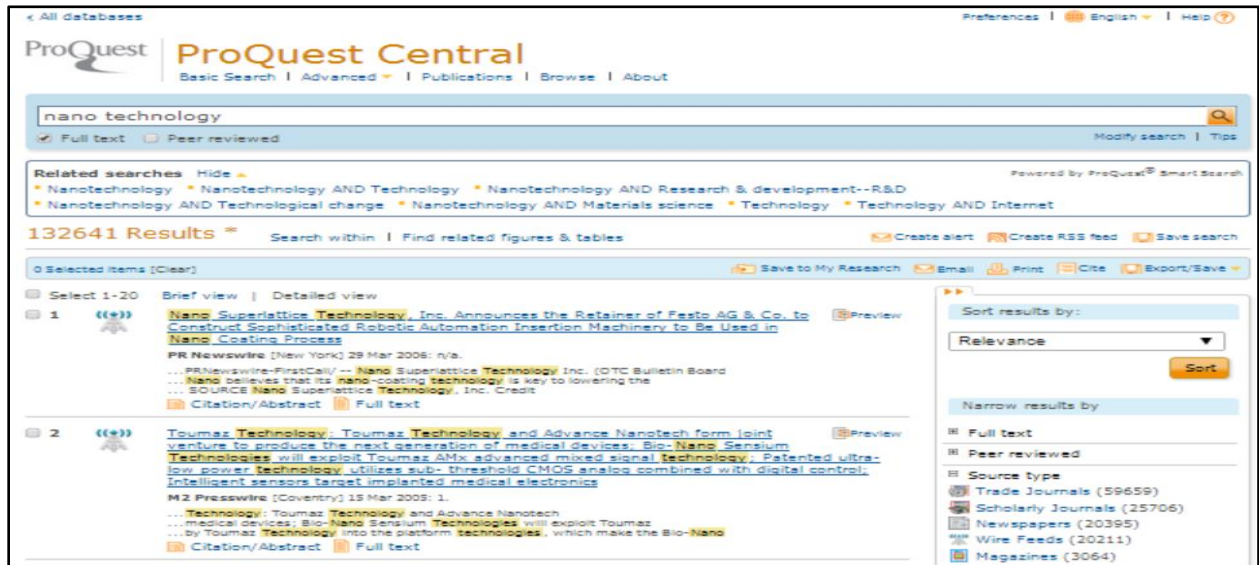 ‹ All databases
Preferences | English | Help ?
ProQuest
ProQuest Central
Basic Search | Advanced | Publications | Browse | About
nano technology
Full text Peer reviewed
Modify search | Tips
Related searches Hide
Powered by ProQuest® Smart Search
* Nanotechnology * Nanotechnology AND Technology * Nanotechnology AND Research & development--R&D
* Nanotechnology AND Technological change * Nanotechnology AND Materials science * Technology * Technology AND Internet
132641 Results * Search within | Find related figures & tables
Create alert Create RSS feed Save search
0 Selected items [Clear]
Save to My Research Email Print Cite Export/Save
Select 1-20 Brief view | Detailed view
1 Nano Superlattice Technology, Inc. Announces the Retainer of Festo AG & Co. to Preview
Construct Sophisticated Robotic Automation Insertion Machinery to Be Used in
Nano Coating Process
PR Newswire [New York] 29 Mar 2006: n/a.
...PRNewswire-FirstCall/ -- Nano Superlattice Technology Inc. (OTC Bulletin Board
... Nano believes that its nano-coating technology is key to lowering the
... SOURCE Nano Superlattice Technology, Inc. Credit
Citation/Abstract Full text
2 Toumaz Technology: Toumaz Technology and Advance Nanotech form joint Preview
venture to produce the next generation of medical devices; Bio-Nano Sensium
Technologies will exploit Toumaz AMx advanced mixed signal technology; Patented ultra-
low power technology utilizes sub- threshold CMOS analog combined with digital control;
Intelligent sensors target implanted medical electronics
M2 Presswire [Coventry] 15 Mar 2005: 1.
...Technology: Toumaz Technology and Advance Nanotech
...medical devices; Bio-Nano Sensium Technologies will exploit Toumaz
...by Toumaz Technology into the platform technologies, which make the Bio-Nano
Citation/Abstract Full text
Sort results by:
Relevance
Sort
Narrow results by
Full text
Peer reviewed
Source type
Trade Journals (59659)
Scholarly Journals (25706)
Newspapers (20395)
Wire Feeds (20211)
Magazines (3064)